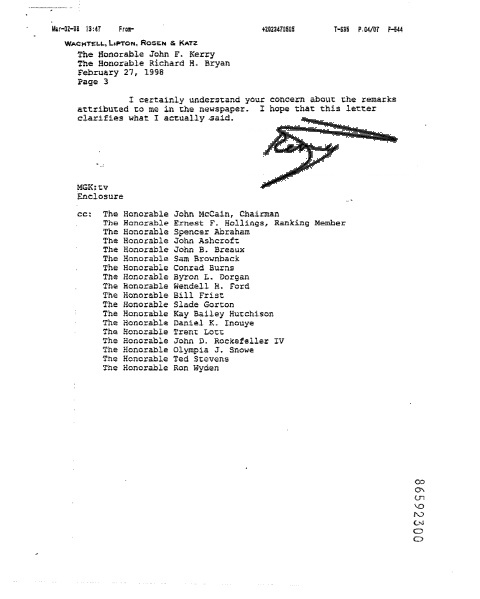 Mar-02-98 13:47 From- +2023470505 T-536 P.04/07 F-544
WACHTELL, LIPTON, ROSEN & KATZ
The Honorable John F. Kerry
The Honorable Richard H. Bryan
February 27, 1998
Page 3
I certainly understand your concern about the remarks
attributed to me in the newspaper. I hope that this letter
clarifies what I actually said.
MGK:tv
Enclosure
cc: The Honorable John McCain, Chairman
The Honorable Ernest F. Hollings, Ranking Member
The Honorable Spencer Abraham
The Honorable John Ashcroft
The Honorable John B. Breaux
The Honorable Sam Brownback
The Honorable Conrad Burns
The Honorable Byron L. Dorgan
The Honorable Wendell H. Ford
The Honorable Bill Frist
The Honorable Slade Gorton
The Honorable Kay Bailey Hutchison
The Honorable Daniel K. Inouye
The Honorable Trent Lott
The Honorable John D. Rockefeller IV
The Honorable Olympia J. Snowe
The Honorable Ted Stevens
The Honorable Ron Wyden
86592300